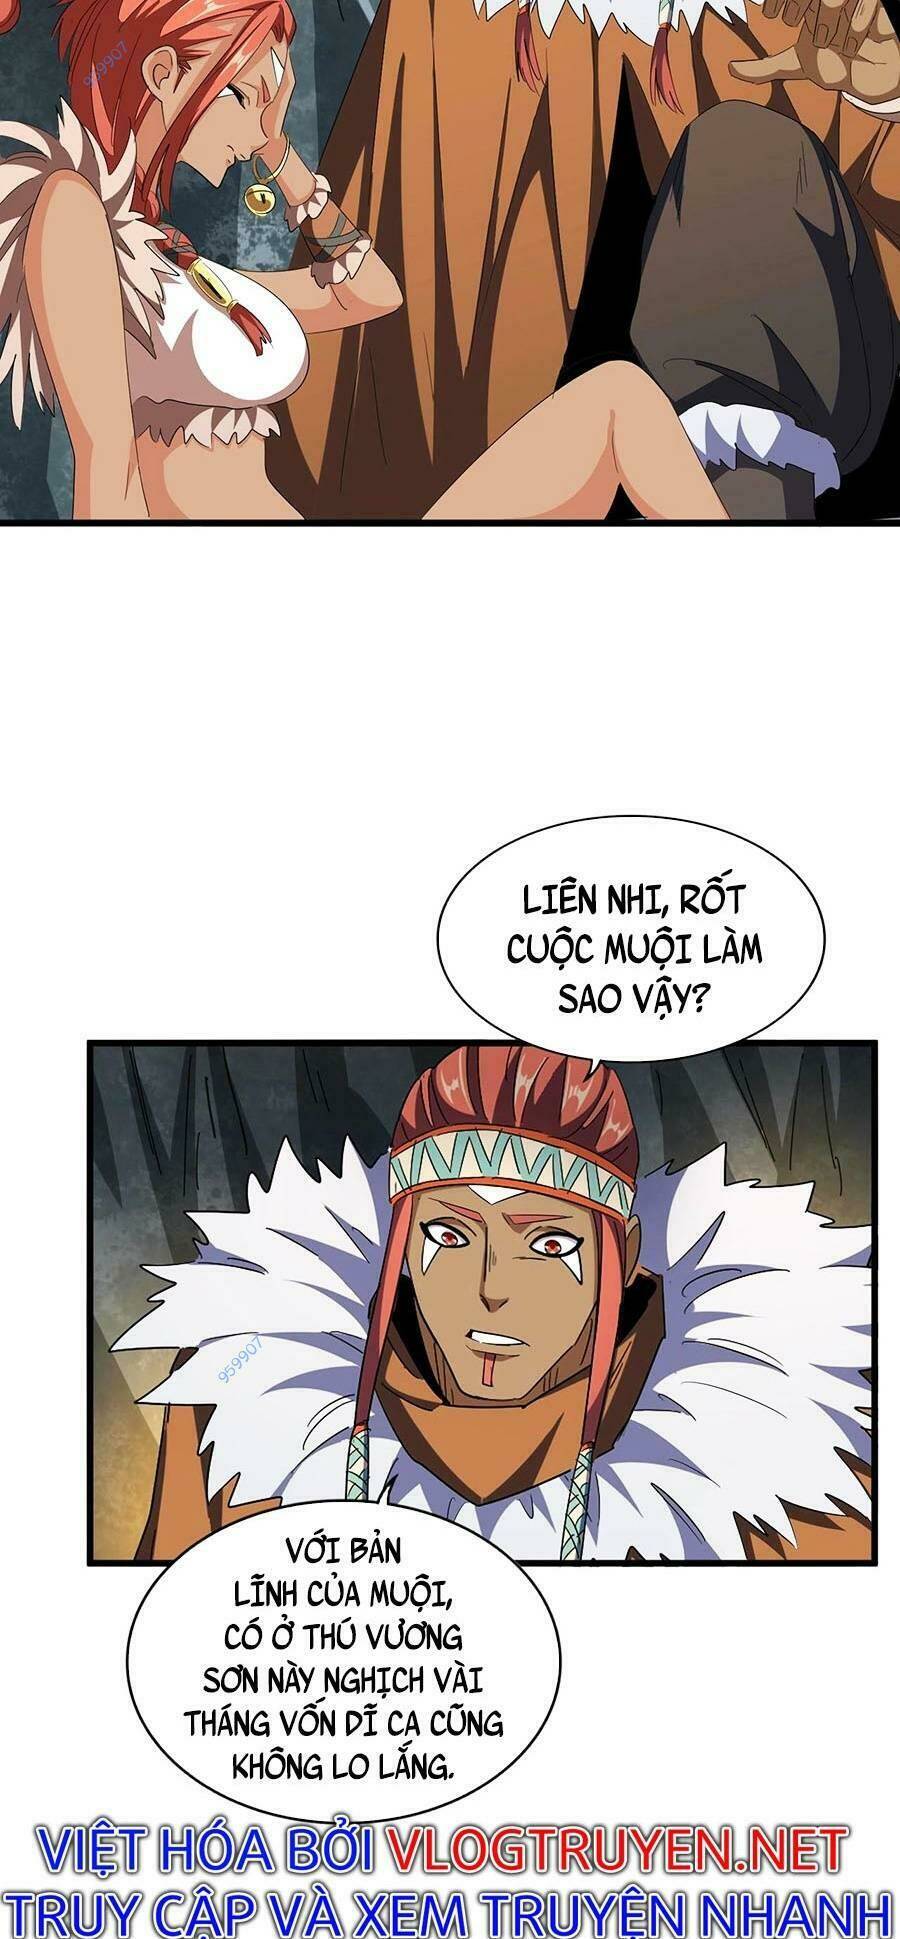 959907
LIÊN NHI, RỐT
CUỘC MUỘI LÀM
SAO VẬY?
959907
VỚI BẢN
LĨNH CỦA MUỘI,
CÓ Ở THÚ VƯƠNG
SƠN NÀY NGHỊCH VÀI
THÁNG VỐN DĨ CA CŨNG
KHÔNG LO LẮNG.
VIỆT HÓA BỞI VLOGTRUYEN.NET
TRUY CẬP VÀ XEM TRUYỆN NHANH